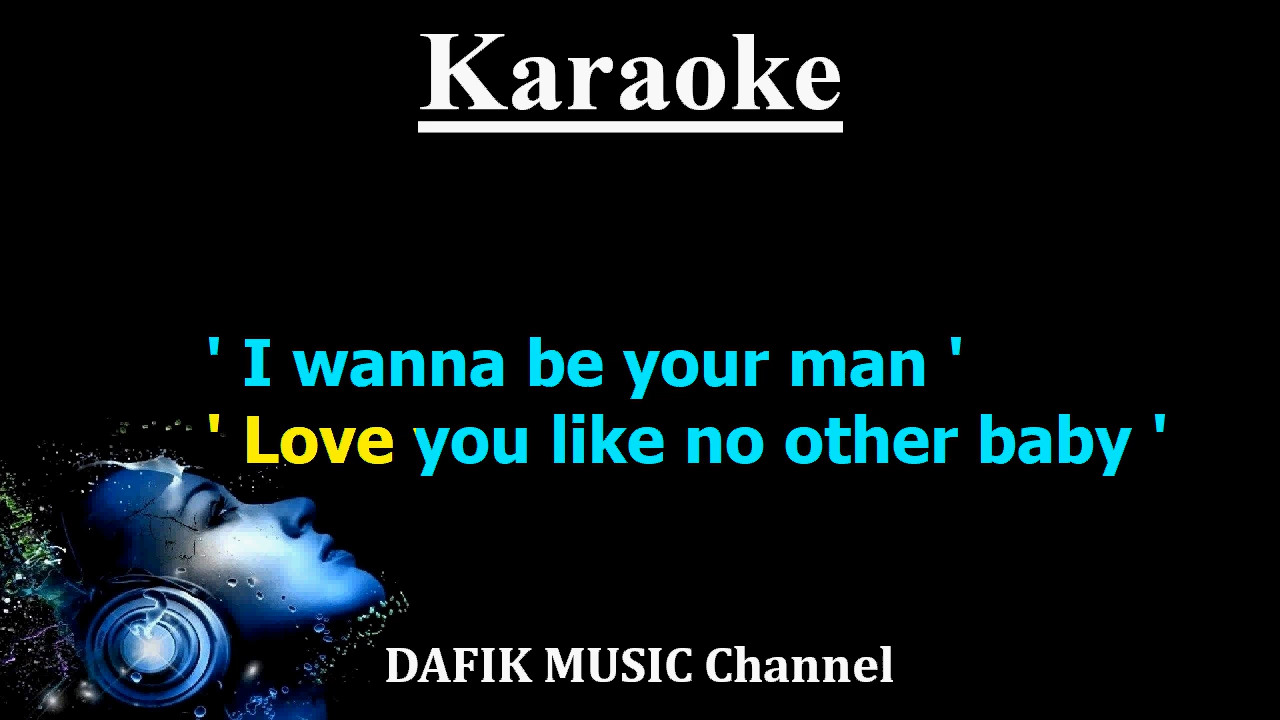 Karaoke
' I wanna be your man '
' Love you like no other baby '
DAFIK MUSIC Channel